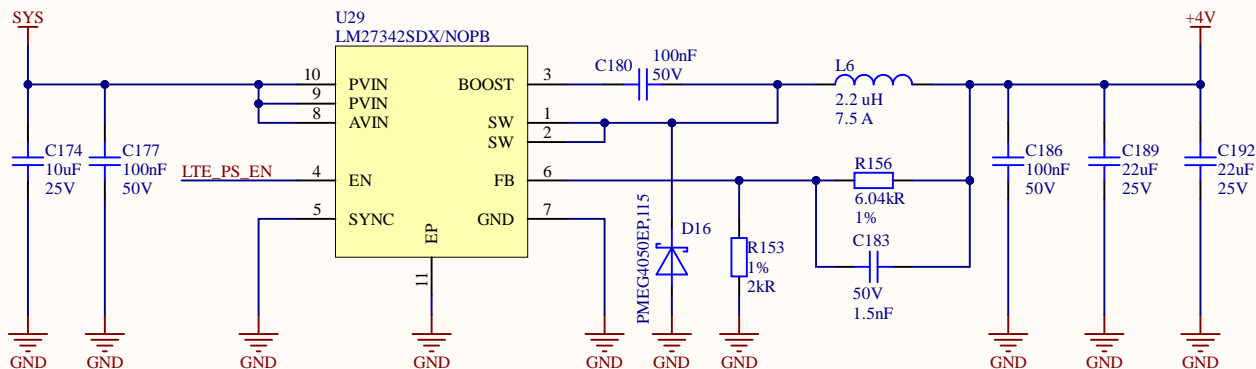 SYS
U29
LM27342SDX/NOPB
+4V
10
PVIN
9
PVIN
8
AVIN
4
EN
5
SYNC
BOOST
3
SW
1
SW
2
FB
6
GND
7
EP
11
LTE_PS_EN
C174
10uF
25V
C177
100nF
50V
C180
100nF
50V
L6
2.2 uH
7.5 A
PMEG4050EP,115
D16
R153
1%
2kR
R156
6.04kR
1%
C183
50V
1.5nF
C186
100nF
50V
C189
22uF
25V
C192
22uF
25V
GND
GND
GND
GND
GND
GND
GND
GND
GND
GND